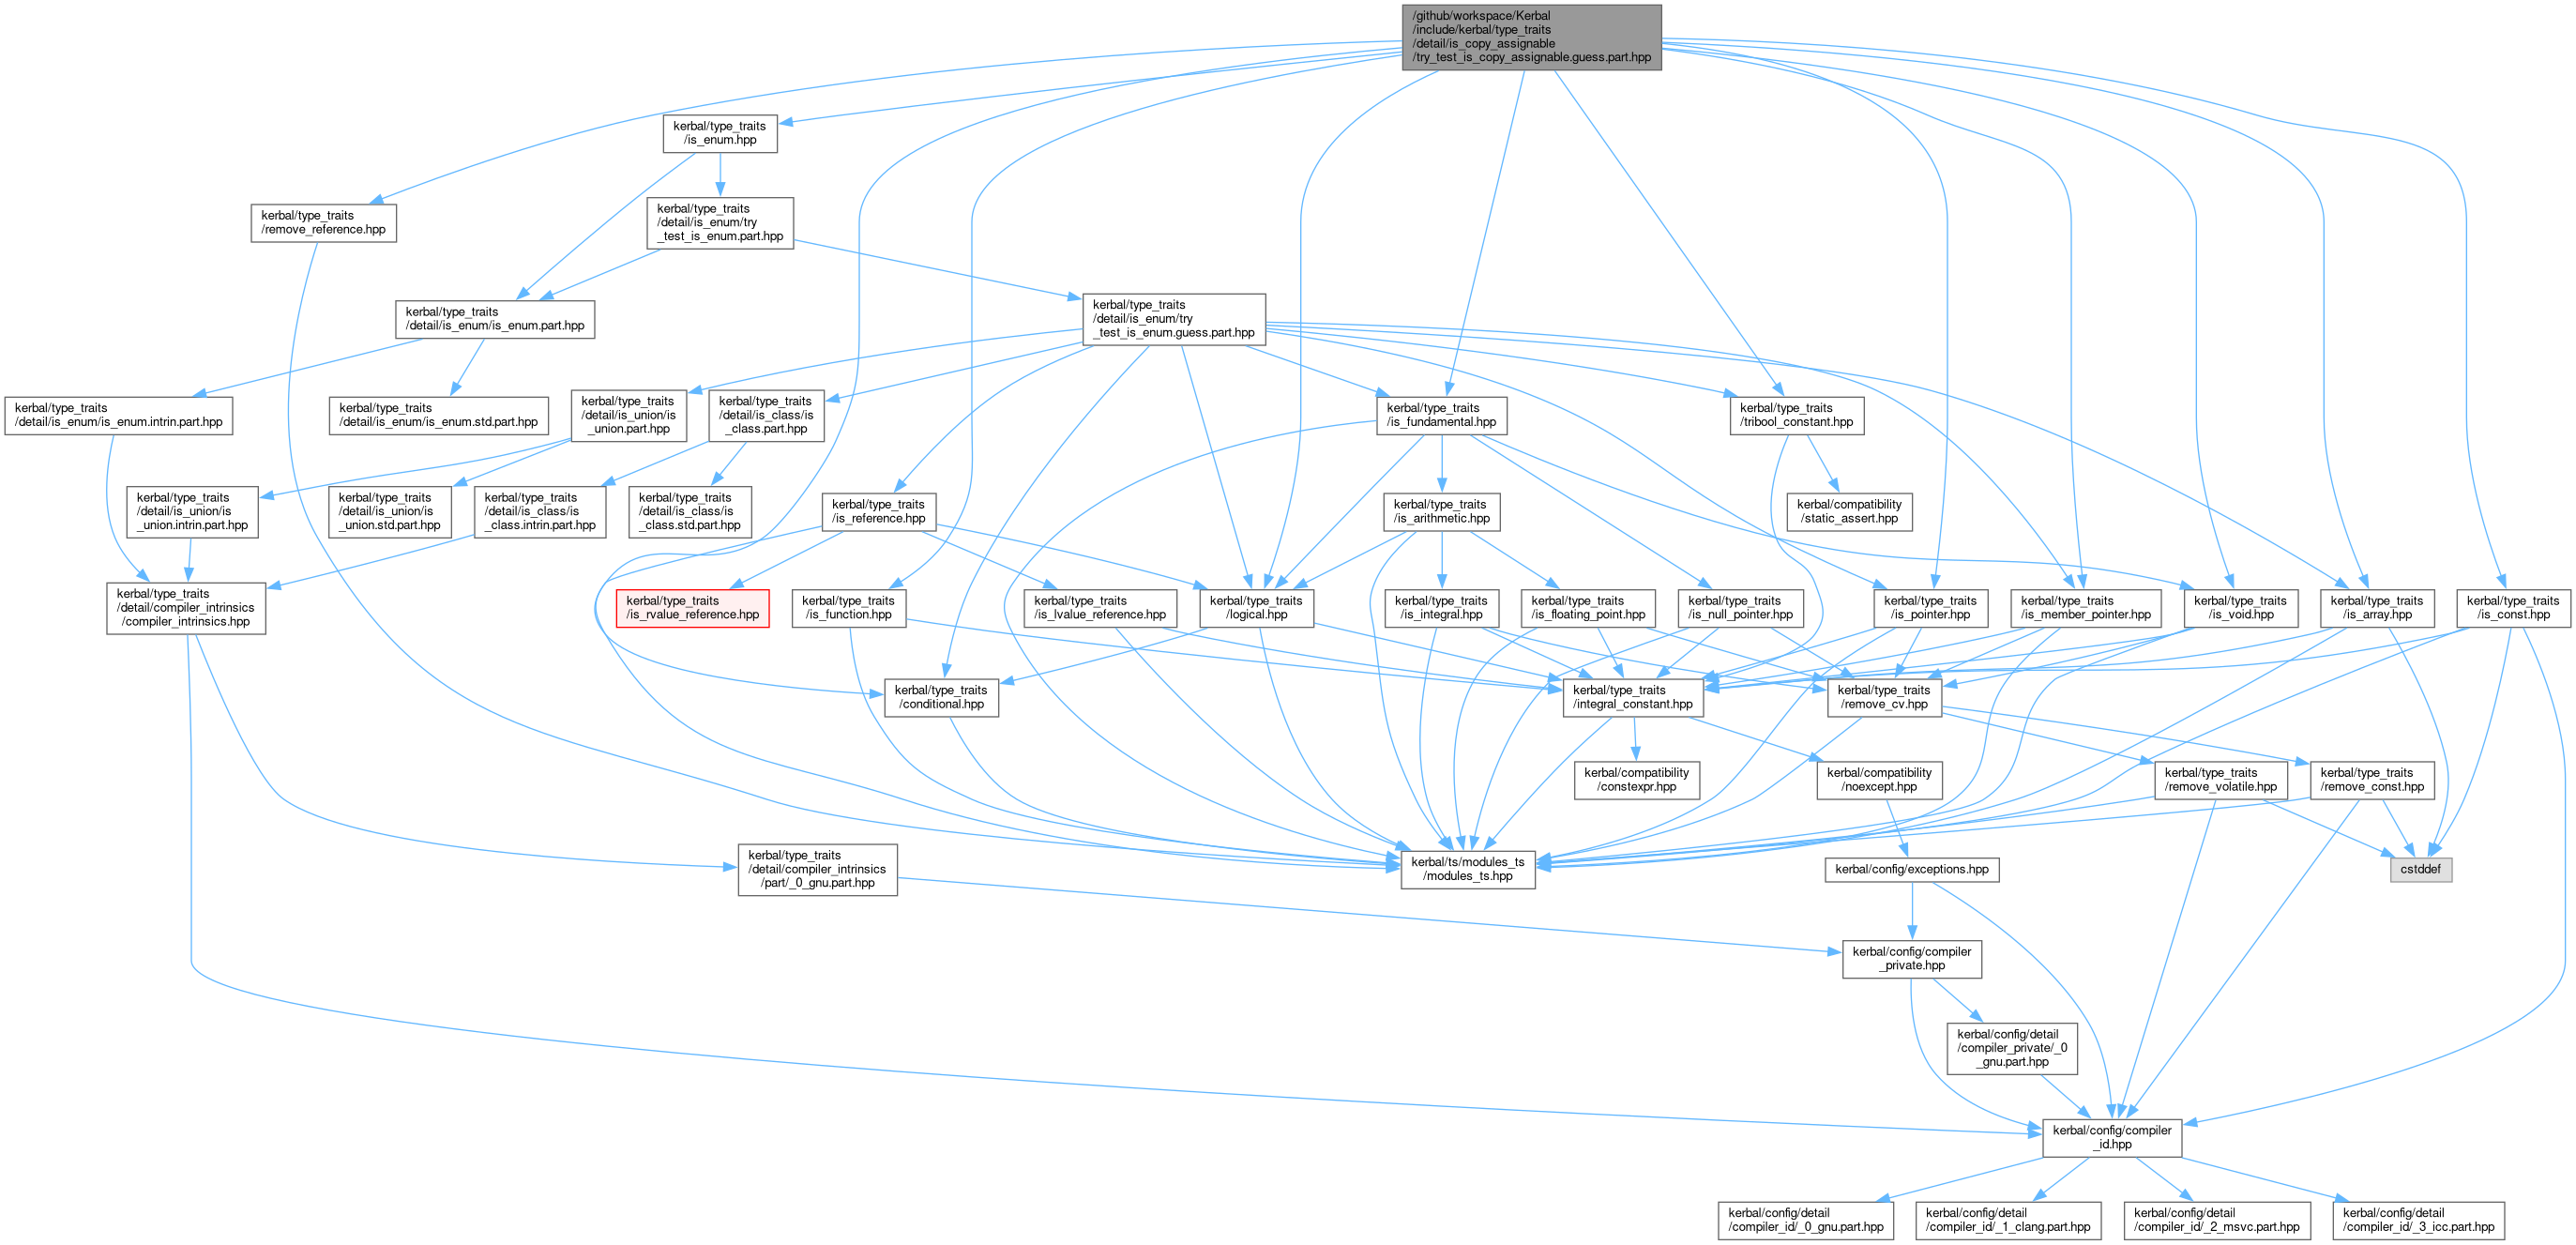 /github/workspace/Kerbal
/include/kerbal/type_traits
/detail/is_copy_assignable
/try_test_is_copy_assignable.guess.part.hpp
kerbal/type_traits
/is_enum.hpp
kerbal/type_traits
/remove_reference.hpp
kerbal/type_traits
/detail/is_enum/try
_test_is_enum.part.hpp
kerbal/type_traits
/detail/is_enum/is_enum.part.hpp
kerbal/type_traits
/detail/is_enum/try
_test_is_enum.guess.part.hpp
kerbal/type_traits
/detail/is_enum/is_enum.intrin.part.hpp
kerbal/type_traits
/detail/is_enum/is_enum.std.part.hpp
kerbal/type_traits
/detail/is_union/is
_union.part.hpp
kerbal/type_traits
/detail/is_class/is
_class.part.hpp
kerbal/type_traits
/is_fundamental.hpp
kerbal/type_traits
/tribool_constant.hpp
kerbal/type_traits
/detail/is_union/is
_union.intrin.part.hpp
kerbal/type_traits
/detail/is_union/is
_union.std.part.hpp
kerbal/type_traits
/detail/is_class/is
_class.intrin.part.hpp
kerbal/type_traits
/detail/is_class/is
_class.std.part.hpp
kerbal/type_traits
/is_reference.hpp
kerbal/type_traits
/is_arithmetic.hpp
kerbal/compatibility
/static_assert.hpp
kerbal/type_traits
/detail/compiler_intrinsics
/compiler_intrinsics.hpp
kerbal/type_traits
/is_rvalue_reference.hpp
kerbal/type_traits
/is_function.hpp
kerbal/type_traits
/is_lvalue_reference.hpp
kerbal/type_traits
/logical.hpp
kerbal/type_traits
/is_integral.hpp
kerbal/type_traits
/is_floating_point.hpp
kerbal/type_traits
/is_null_pointer.hpp
kerbal/type_traits
/is_pointer.hpp
kerbal/type_traits
/is_member_pointer.hpp
kerbal/type_traits
/is_void.hpp
kerbal/type_traits
/is_array.hpp
kerbal/type_traits
/is_const.hpp
kerbal/type_traits
/conditional.hpp
kerbal/type_traits
/integral_constant.hpp
kerbal/type_traits
/remove_cv.hpp
kerbal/compatibility
/constexpr.hpp
kerbal/compatibility
/noexcept.hpp
kerbal/type_traits
/remove_volatile.hpp
kerbal/type_traits
/remove_const.hpp
kerbal/type_traits
/detail/compiler_intrinsics
/part/_0_gnu.part.hpp
kerbal/ts/modules_ts
/modules_ts.hpp
kerbal/config/exceptions.hpp
cstddef
kerbal/config/compiler
_private.hpp
kerbal/config/detail
/compiler_private/_0
_gnu.part.hpp
kerbal/config/compiler
_id.hpp
kerbal/config/detail
/compiler_id/_0_gnu.part.hpp
kerbal/config/detail
/compiler_id/_1_clang.part.hpp
kerbal/config/detail
/compiler_id/_2_msvc.part.hpp
kerbal/config/detail
/compiler_id/_3_icc.part.hpp